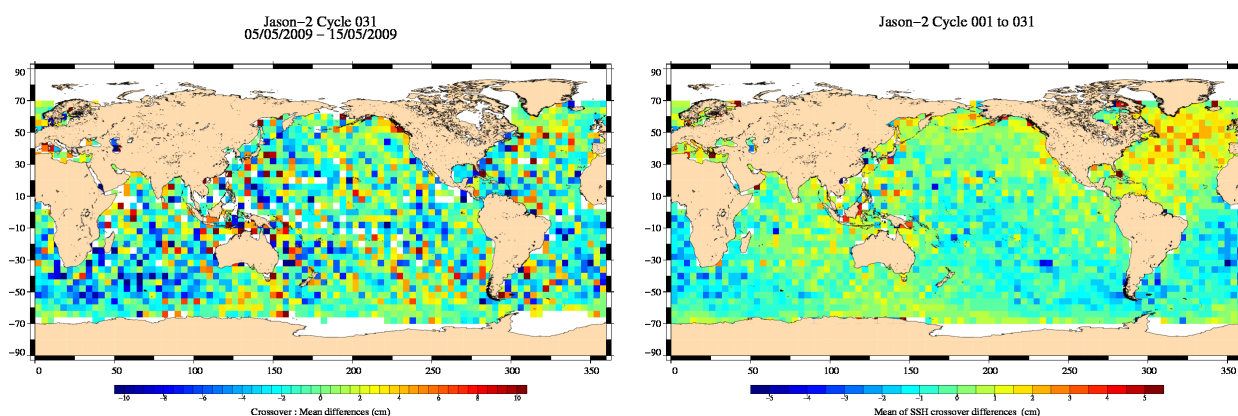 Jason−2 Cycle 031
05/05/2009 − 15/05/2009
90
70
50
30
10
−10
−30
−50
−70
−90
0 50 100 150 200 250 300 350
−10 −8 −6 −4 −2 0 2 4 6 8 10
Crossover : Mean differences (cm)
Jason−2 Cycle 001 to 031
90
70
50
30
10
−10
−30
−50
−70
−90
0 50 100 150 200 250 300 350
−5 −4 −3 −2 −1 0 1 2 3 4 5
Mean of SSH crossover differences (cm)